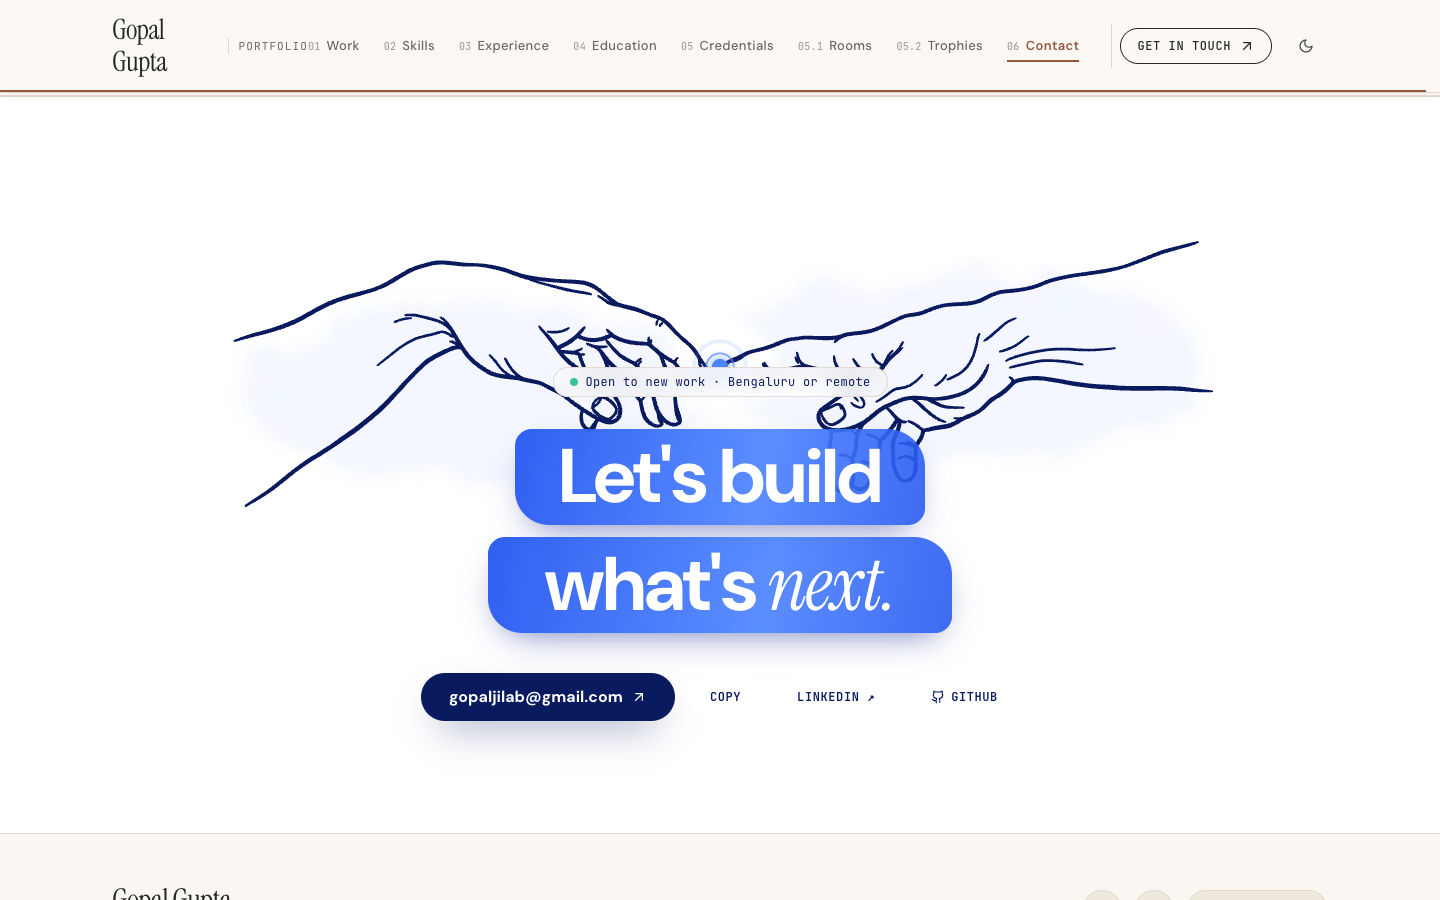 Gopal
Gupta
PORTFOLIO
01 Work
02 Skills
03 Experience
04 Education
05 Credentials
05.1 Rooms
05.2 Trophies
06 Contact
GET IN TOUCH ↗
Open to new work · Bengaluru or remote
Let's build
what's next.
gopaljilab@gmail.com ↗
COPY
LINKEDIN ↗
GITHUB
Gopal Gupta